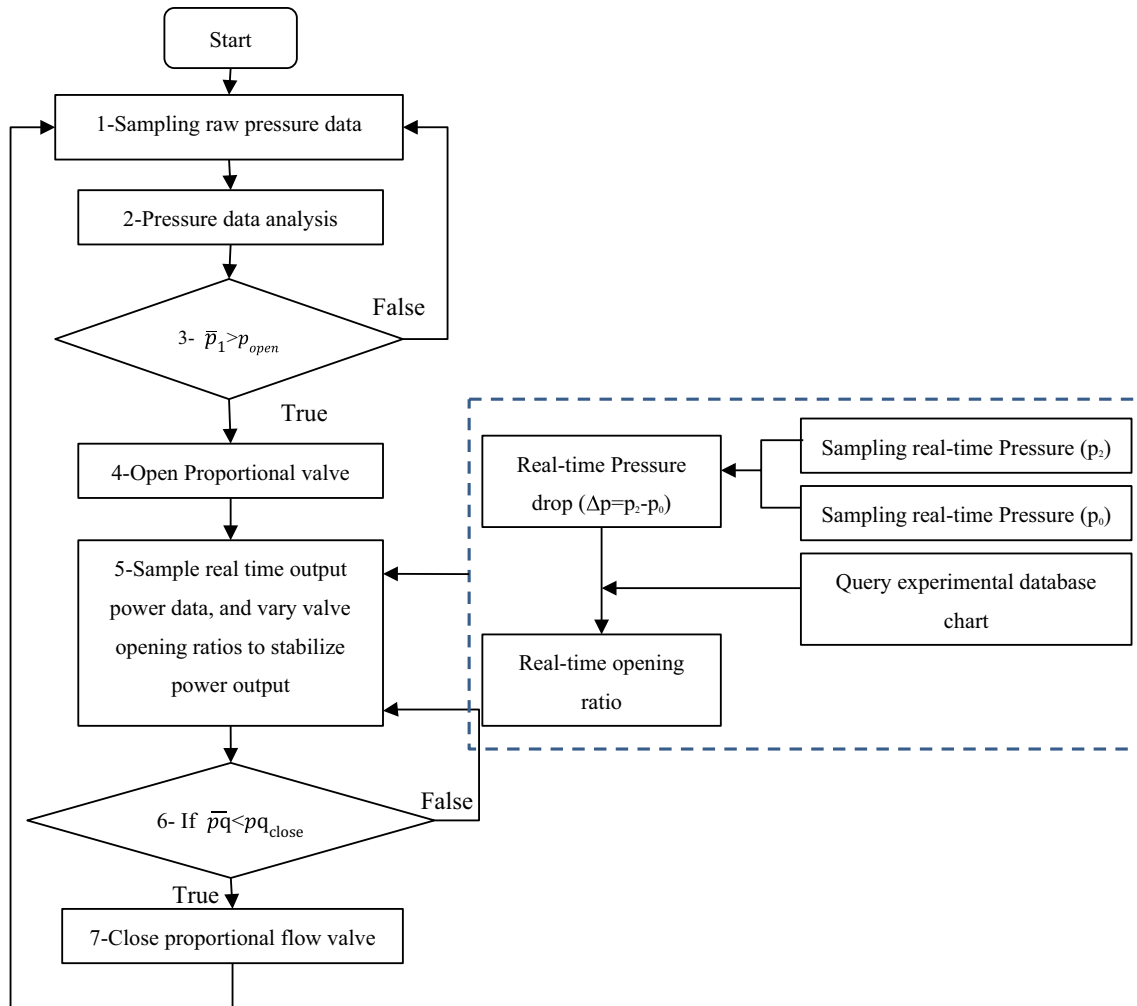 Start
1-Sampling raw pressure data
2-Pressure data analysis
False
3- p̅₁>p_open
True
4-Open Proportional valve
5-Sample real time output
power data, and vary valve
opening ratios to stabilize
power output
Real-time Pressure
drop (Δp=p₂-p₀)
Sampling real-time Pressure (p₂)
Sampling real-time Pressure (p₀)
Query experimental database
chart
Real-time opening
ratio
False
6- If p̅q̅<pq_close
True
7-Close proportional flow valve